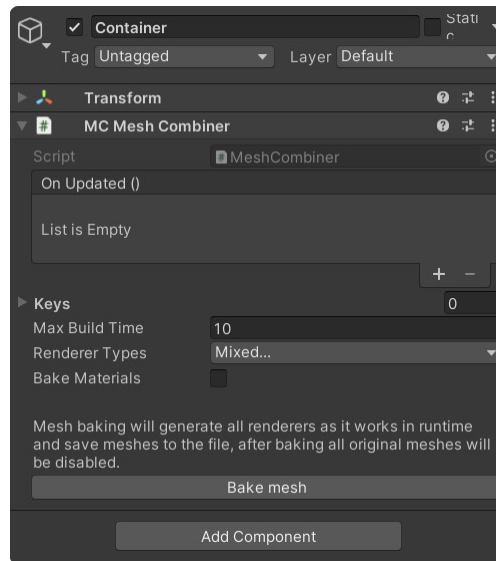 Container
Static
Tag Untagged Layer Default
Transform
# MC Mesh Combiner
Script # MeshCombiner
On Updated ()
List is Empty
+ −
Keys 0
Max Build Time 10
Renderer Types Mixed...
Bake Materials
Mesh baking will generate all renderers as it works in runtime
and save meshes to the file, after baking all original meshes will
be disabled.
Bake mesh
Add Component